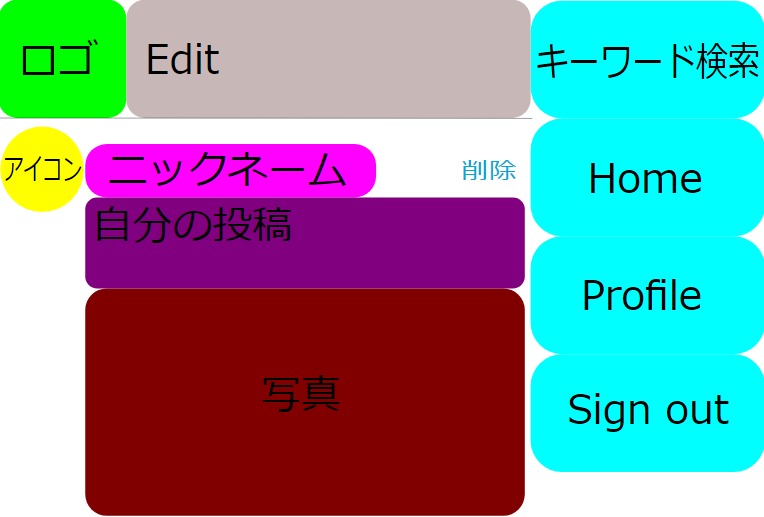 ロゴ
Edit
キーワード検索
アイコン
ニックネーム
削除
Home
自分の投稿
Profile
写真
Sign out